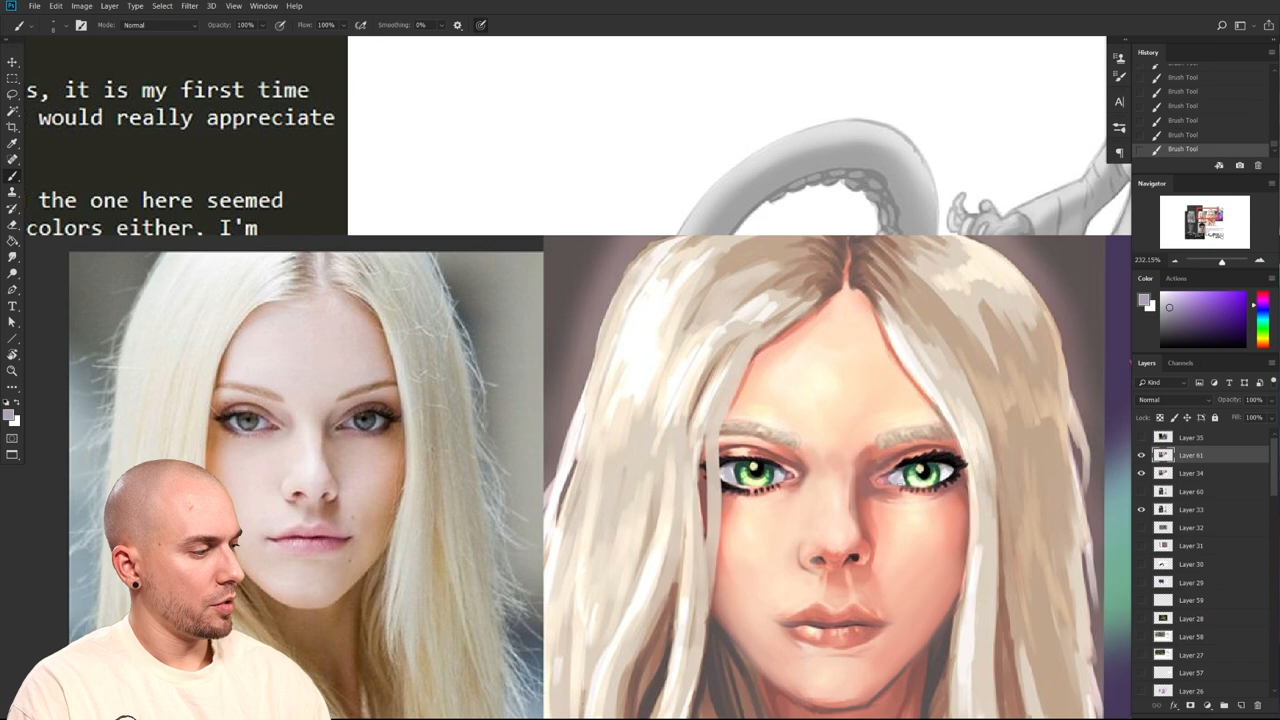 File Edit Image Layer Type Select Filter 3D View Window Help
Mode: Normal Opacity: 100% Flow: 100% Smoothing: 0%
s, it is my first time
would really appreciate
the one here seemed
colors either. I'm
History
Brush Tool
Brush Tool
Brush Tool
Brush Tool
Brush Tool
Brush Tool
Navigator
232.15%
Color Actions
Layers Channels
Kind
Normal Opacity: 100%
Lock: Fill: 100%
Layer 35
Layer 61
Layer 34
Layer 60
Layer 33
Layer 32
Layer 31
Layer 30
Layer 29
Layer 59
Layer 28
Layer 58
Layer 27
Layer 57
Layer 26